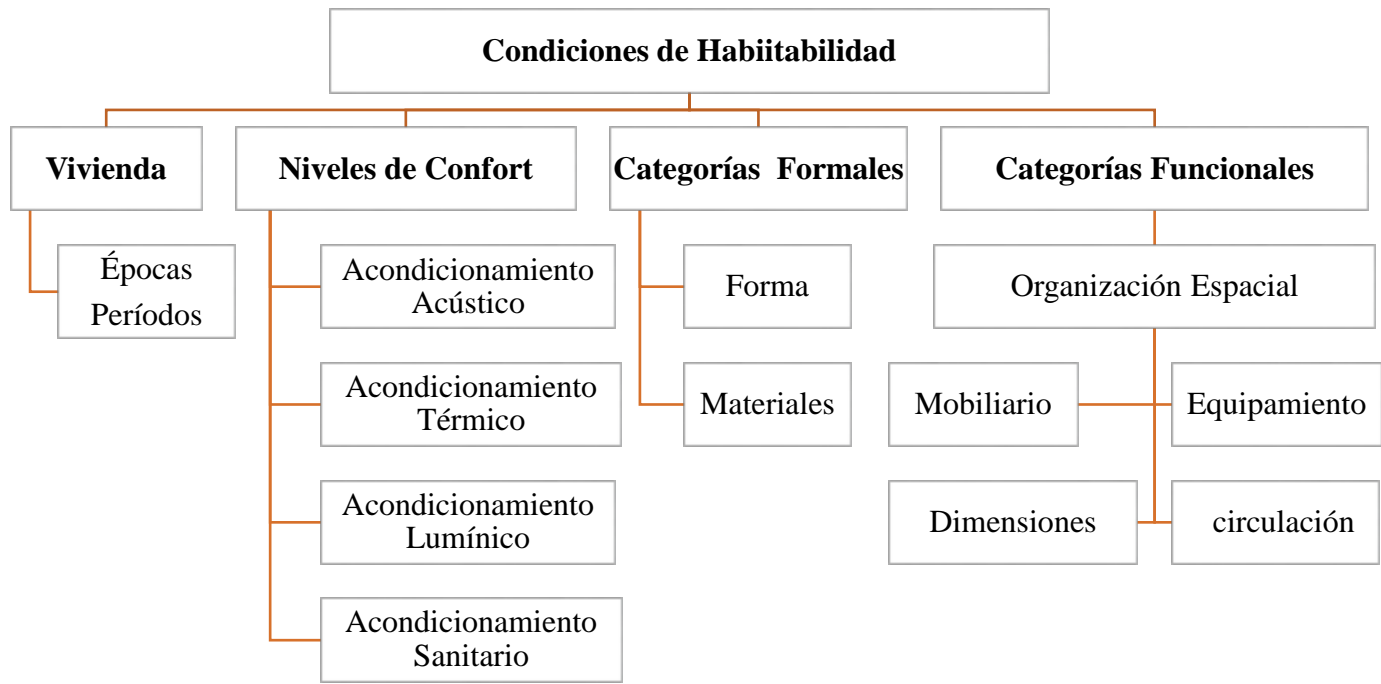 Condiciones de Habiitabilidad
Vivienda
Niveles de Confort
Categorías Formales
Categorías Funcionales
Épocas
Períodos
Acondicionamiento
Acústico
Acondicionamiento
Térmico
Acondicionamiento
Lumínico
Acondicionamiento
Sanitario
Forma
Materiales
Organización Espacial
Mobiliario
Equipamiento
Dimensiones
circulación